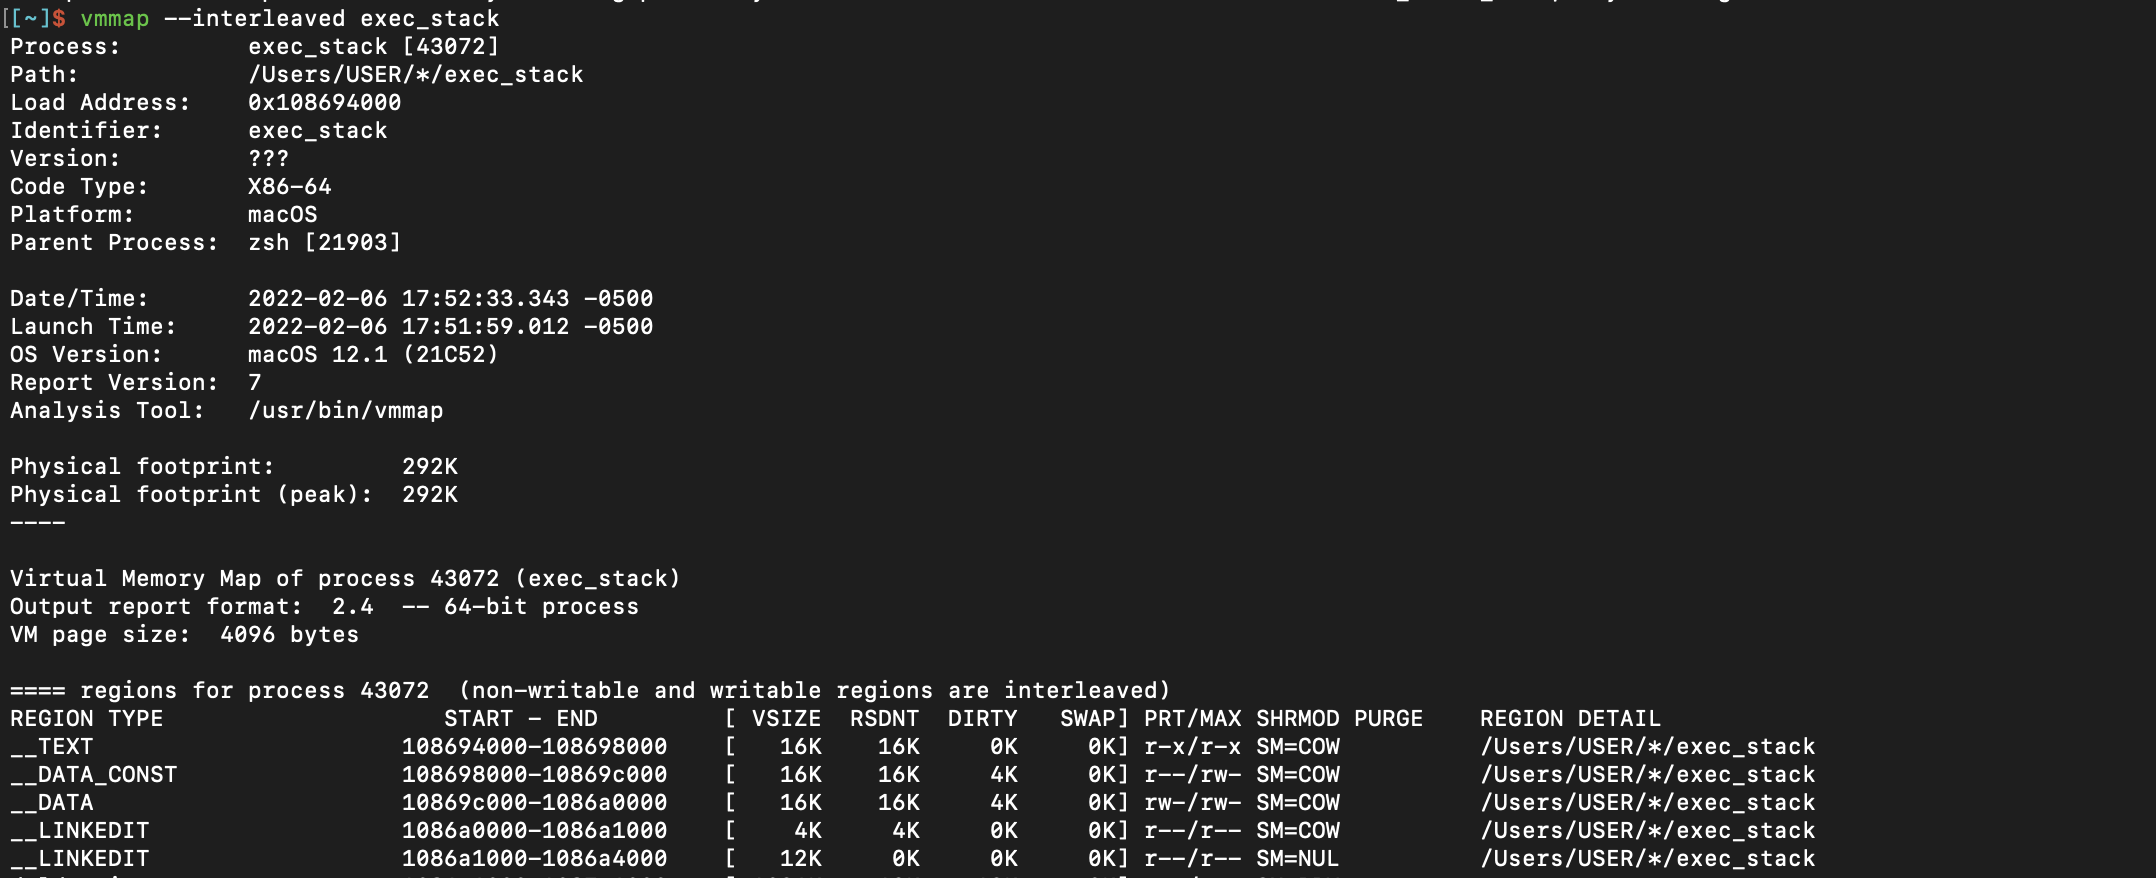 [[~]$ vmmap --interleaved exec_stack
Process:         exec_stack [43072]
Path:            /Users/USER/*/exec_stack
Load Address:    0x108694000
Identifier:      exec_stack
Version:         ???
Code Type:       X86-64
Platform:        macOS
Parent Process:  zsh [21903]
Date/Time:       2022-02-06 17:52:33.343 -0500
Launch Time:     2022-02-06 17:51:59.012 -0500
OS Version:      macOS 12.1 (21C52)
Report Version:  7
Analysis Tool:   /usr/bin/vmmap
Physical footprint:         292K
Physical footprint (peak):  292K
----
Virtual Memory Map of process 43072 (exec_stack)
Output report format:  2.4  -- 64-bit process
VM page size:  4096 bytes
==== regions for process 43072  (non-writable and writable regions are interleaved)
REGION TYPE                    START - END         [ VSIZE  RSDNT  DIRTY   SWAP] PRT/MAX SHRMOD PURGE    REGION DETAIL
__TEXT                      108694000-108698000    [   16K    16K     0K     0K] r-x/r-x SM=COW          /Users/USER/*/exec_stack
__DATA_CONST                108698000-10869c000    [   16K    16K     4K     0K] r--/rw- SM=COW          /Users/USER/*/exec_stack
__DATA                      10869c000-1086a0000    [   16K    16K     4K     0K] rw-/rw- SM=COW          /Users/USER/*/exec_stack
__LINKEDIT                  1086a0000-1086a1000    [    4K     4K     0K     0K] r--/r-- SM=COW          /Users/USER/*/exec_stack
__LINKEDIT                  1086a1000-1086a4000    [   12K     0K     0K     0K] r--/r-- SM=NUL          /Users/USER/*/exec_stack